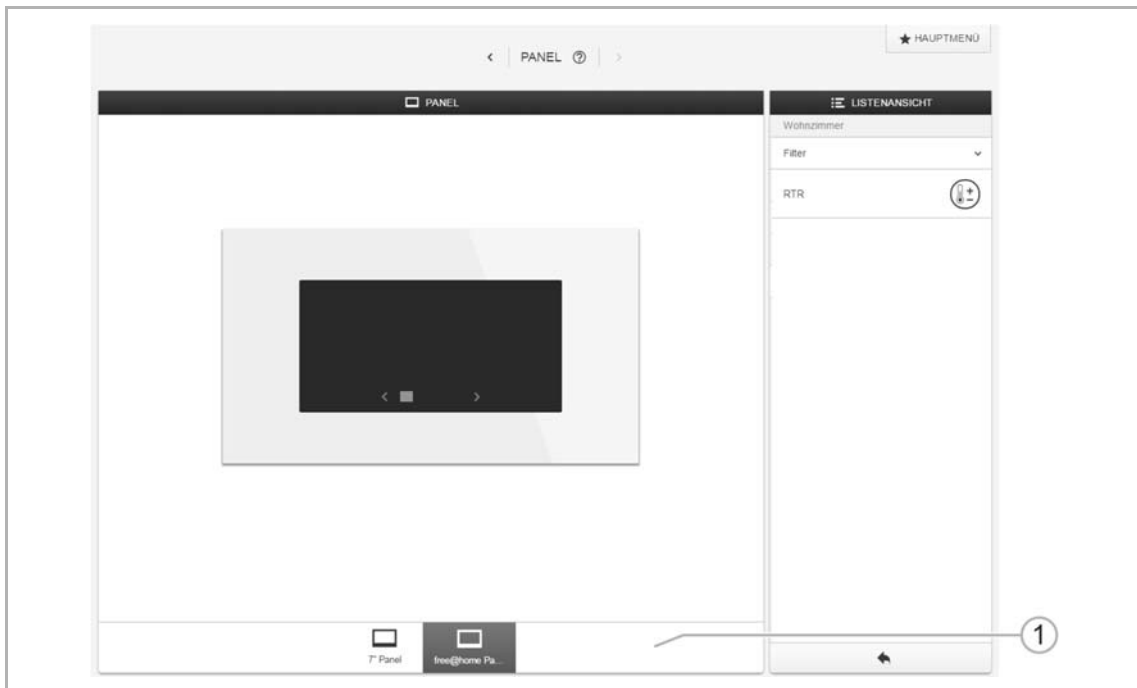 ★ HAUPTMENÜ
‹ | PANEL ? | ›
PANEL
LISTENANSICHT
Wohnzimmer
Filter
RTR
7" Panel
free@home Pa...
1